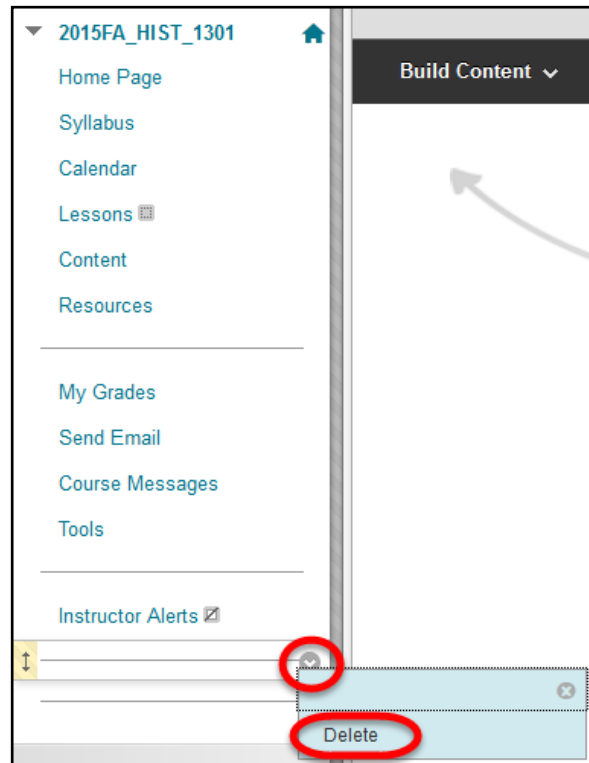 2015FA_HIST_1301
Build Content
Home Page
Syllabus
Calendar
Lessons
Content
Resources
My Grades
Send Email
Course Messages
Tools
Instructor Alerts
Delete